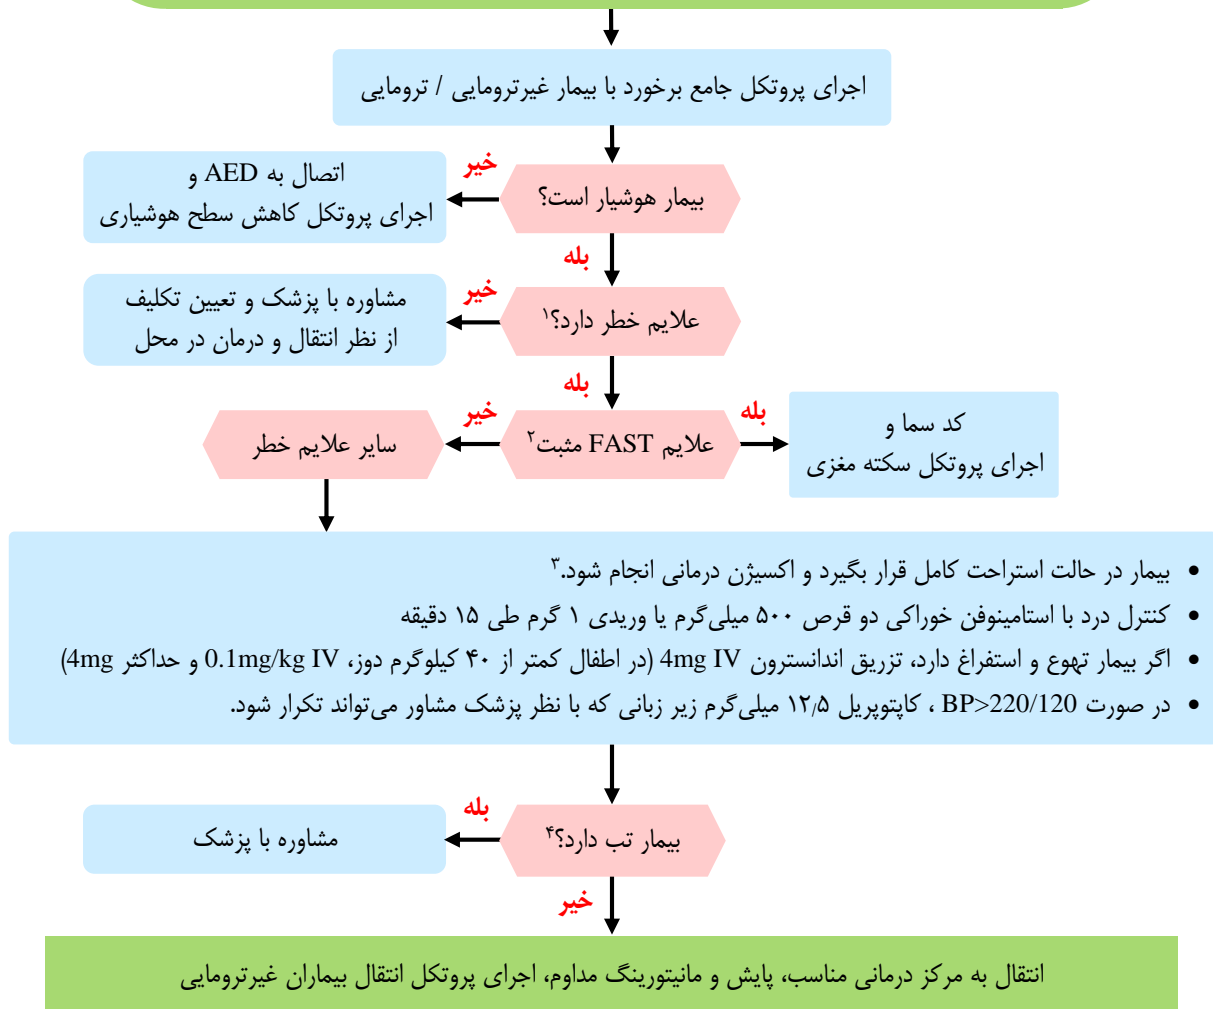 اجرای پروتکل جامع برخورد با بیمار غیرترومایی / ترومایی
بیمار هوشیار است؟
خیر
اتصال به AED و
اجرای پروتکل کاهش سطح هوشیاری
بله
علایم خطر دارد؟۱
خیر
مشاوره با پزشک و تعیین تکلیف
از نظر انتقال و درمان در محل
بله
علایم FAST مثبت۲
بله
کد سما و
اجرای پروتکل سکته مغزی
خیر
سایر علایم خطر
• بیمار در حالت استراحت کامل قرار بگیرد و اکسیژن درمانی انجام شود.۳
• کنترل درد با استامینوفن خوراکی دو قرص ۵۰۰ میلی‌گرم یا وریدی ۱ گرم طی ۱۵ دقیقه
• اگر بیمار تهوع و استفراغ دارد، تزریق اندانسترون 4mg IV (در اطفال کمتر از ۴۰ کیلوگرم دوز، 0.1mg/kg IV و حداکثر 4mg)
• در صورت BP>220/120 ، کاپتوپریل ۱۲٫۵ میلی‌گرم زیر زبانی که با نظر پزشک مشاور می‌تواند تکرار شود.
بیمار تب دارد؟۴
بله
مشاوره با پزشک
خیر
انتقال به مرکز درمانی مناسب، پایش و مانیتورینگ مداوم، اجرای پروتکل انتقال بیماران غیرترومایی